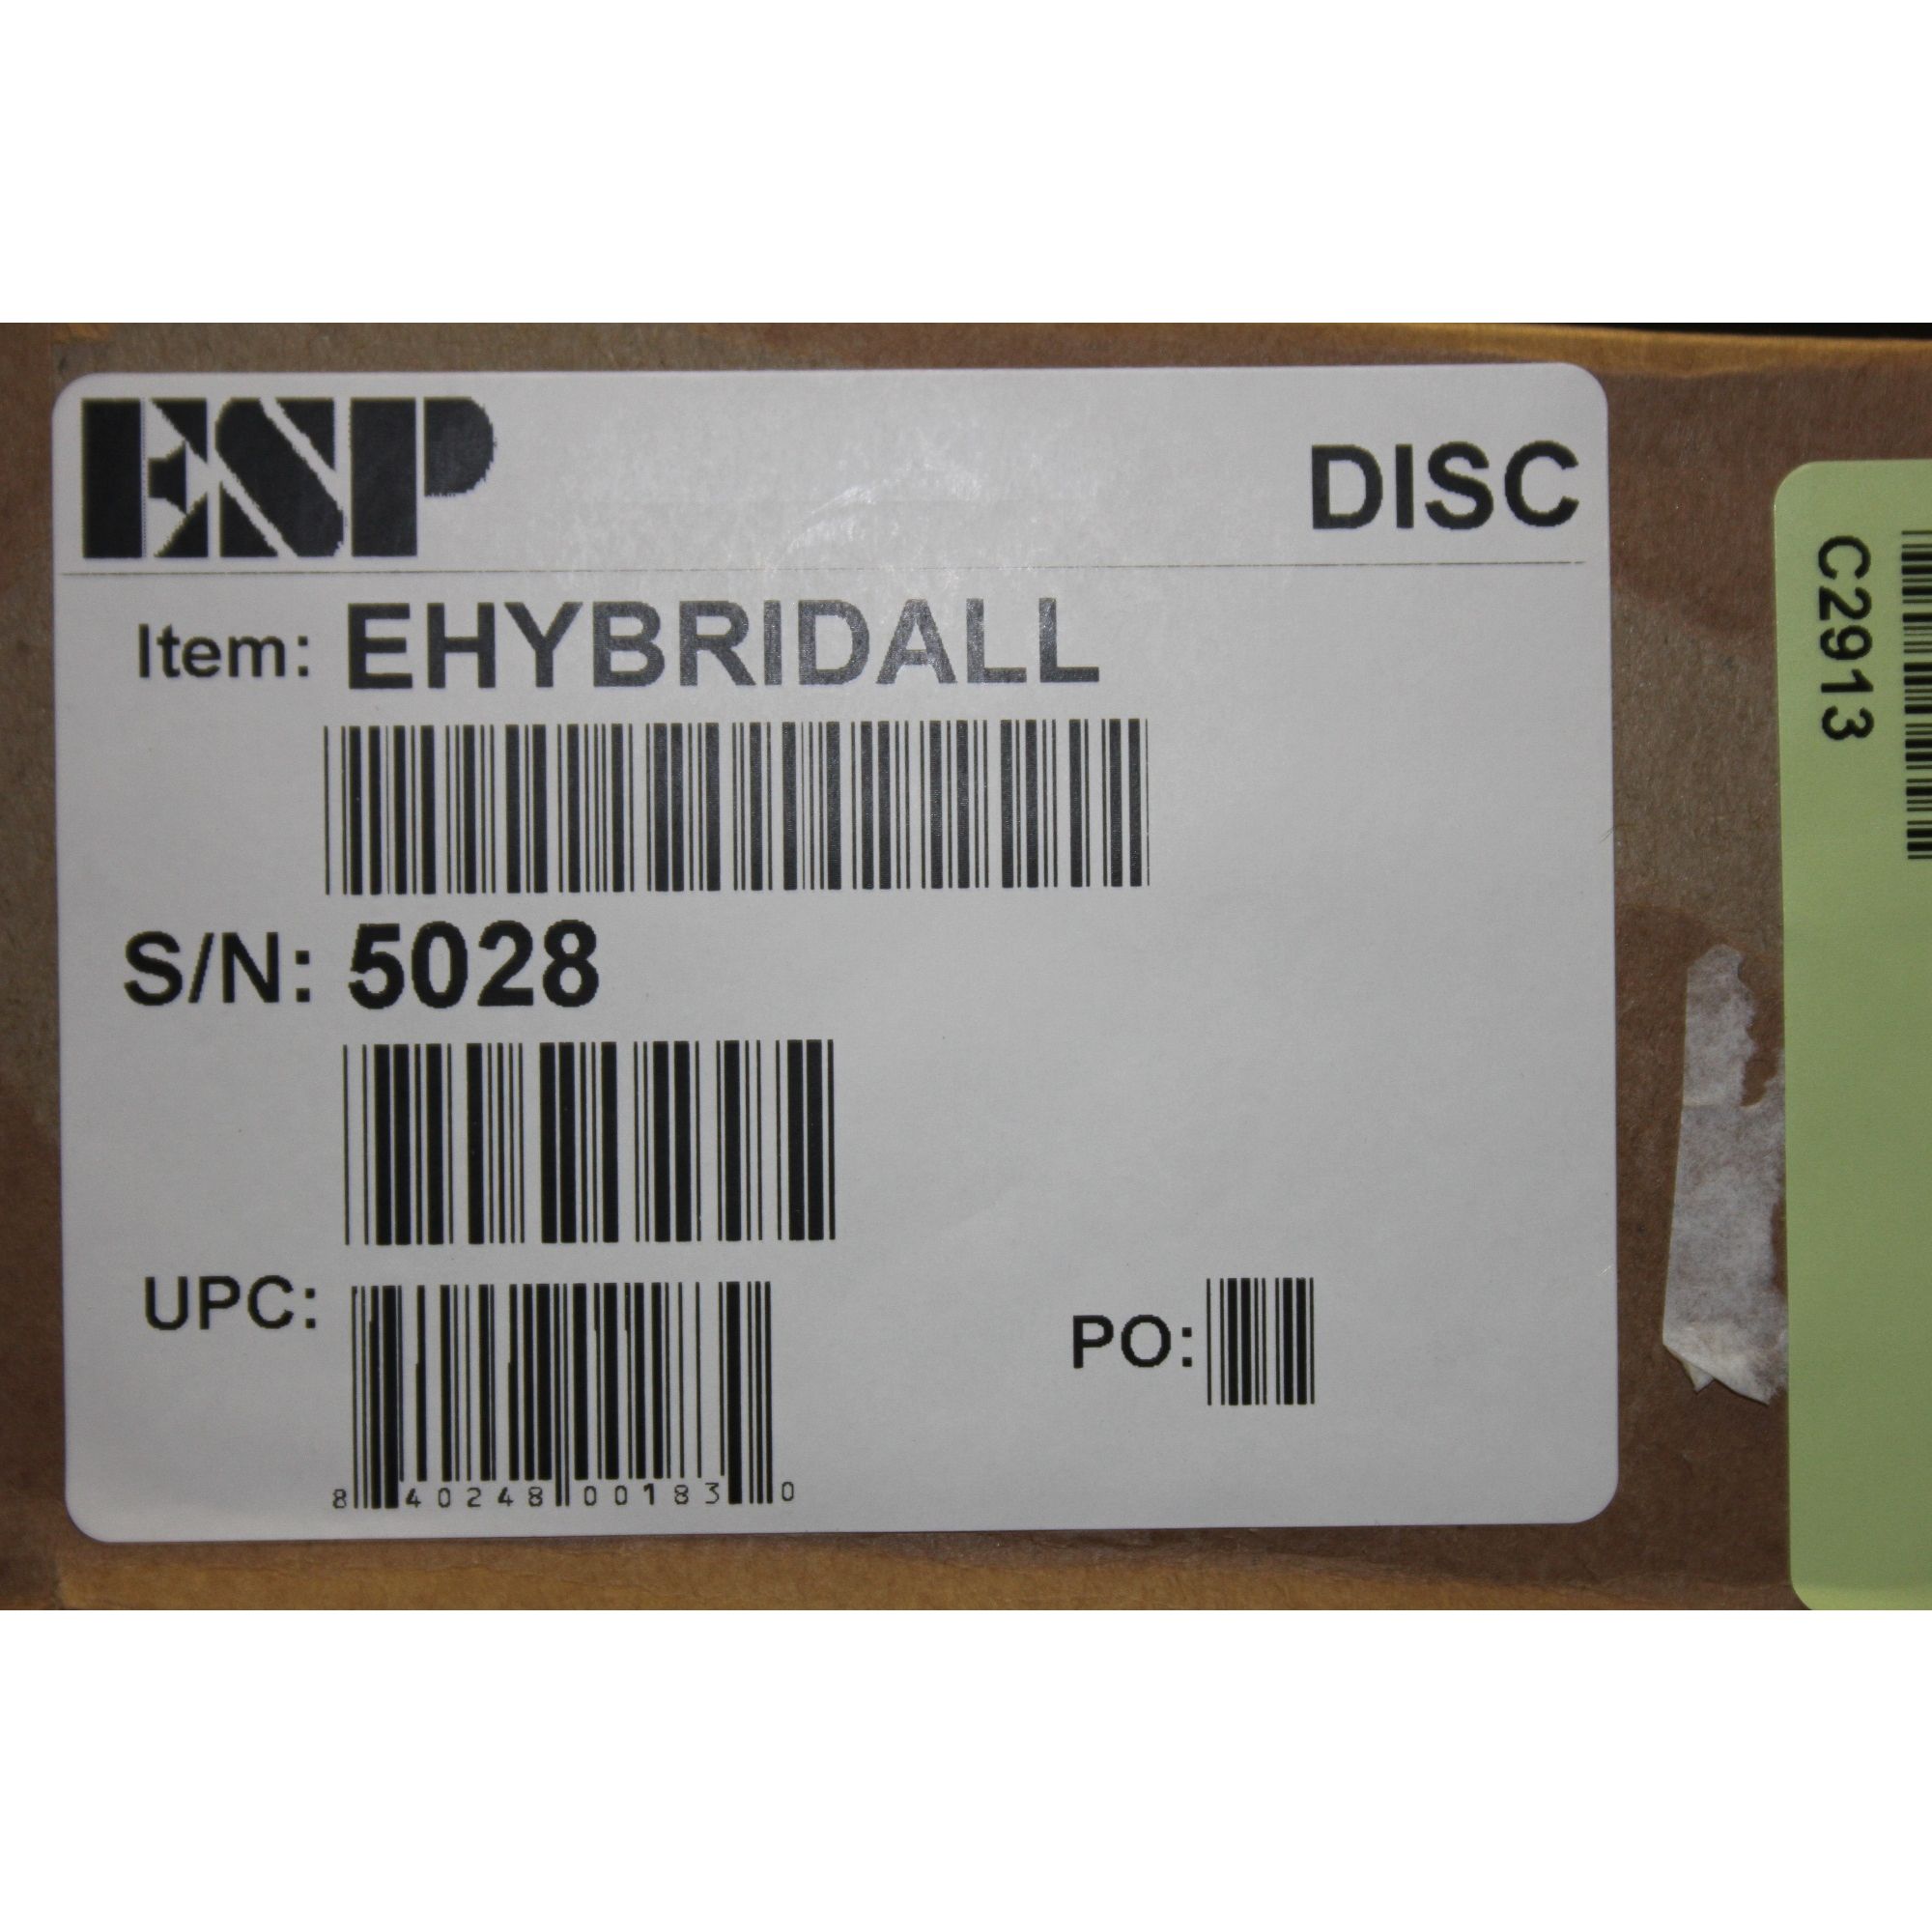 ESP
DISC
Item: EHYBRIDALL
S/N: 5028
UPC:
PO:
8 40248 00183 0
C2913